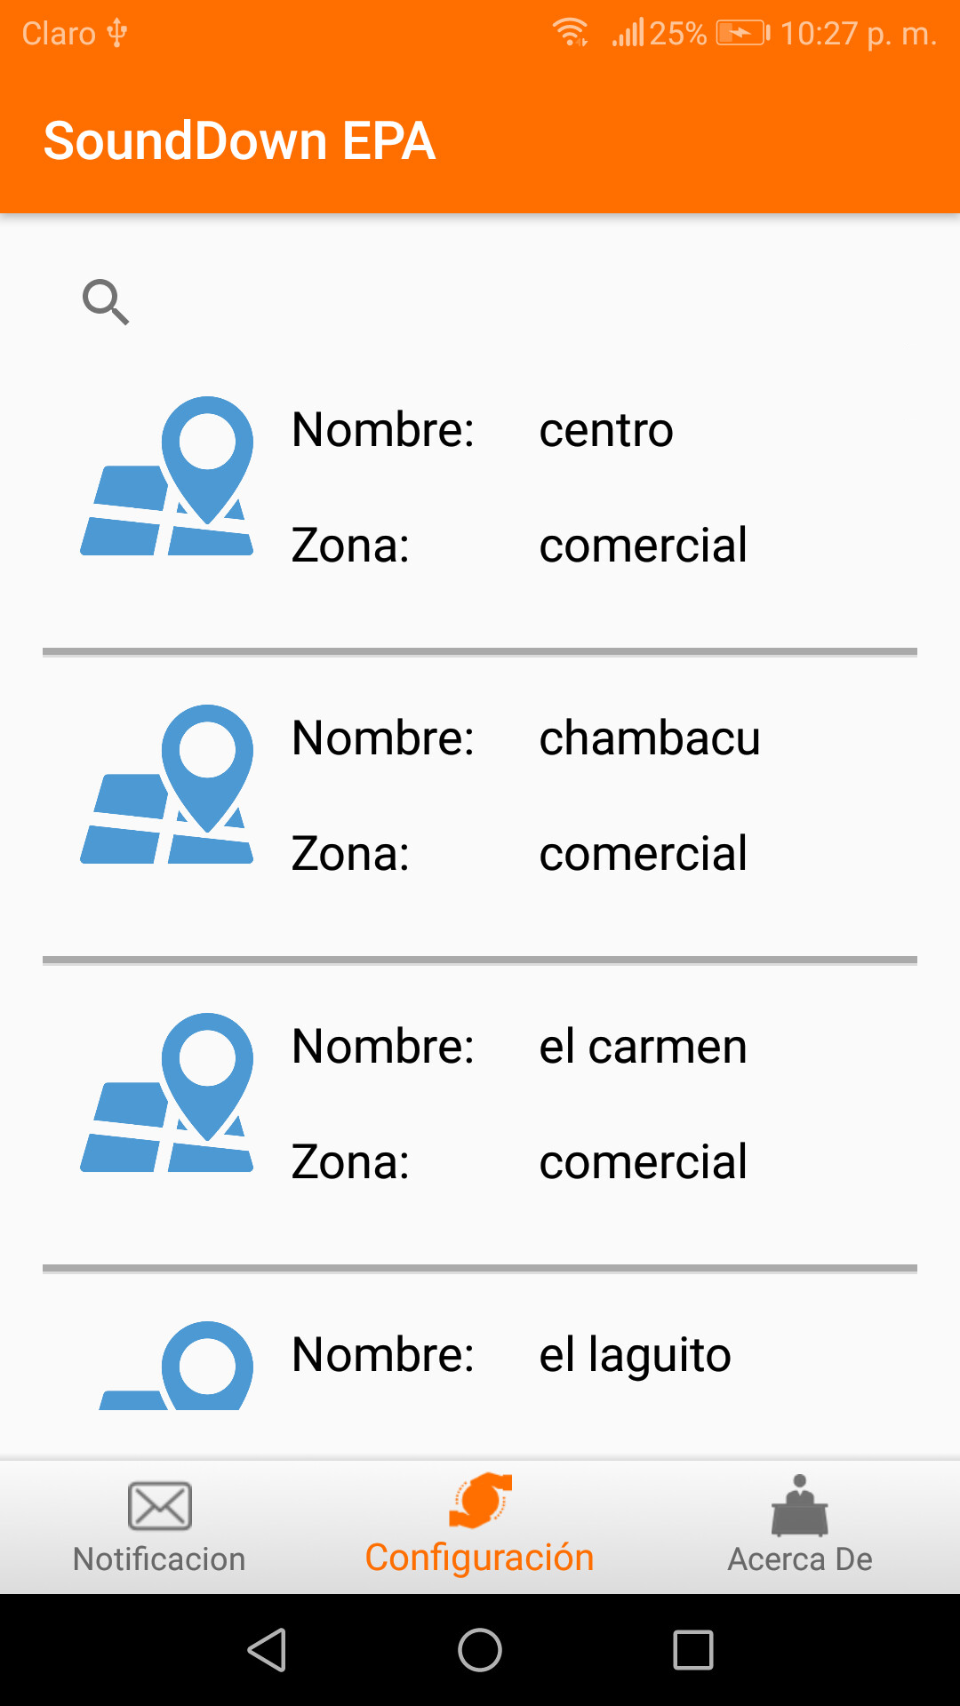 Claro 25% 10:27 p. m.
SoundDown EPA
Nombre: centro
Zona: comercial
Nombre: chambacu
Zona: comercial
Nombre: el carmen
Zona: comercial
Nombre: el laguito
Notificacion Configuración Acerca De